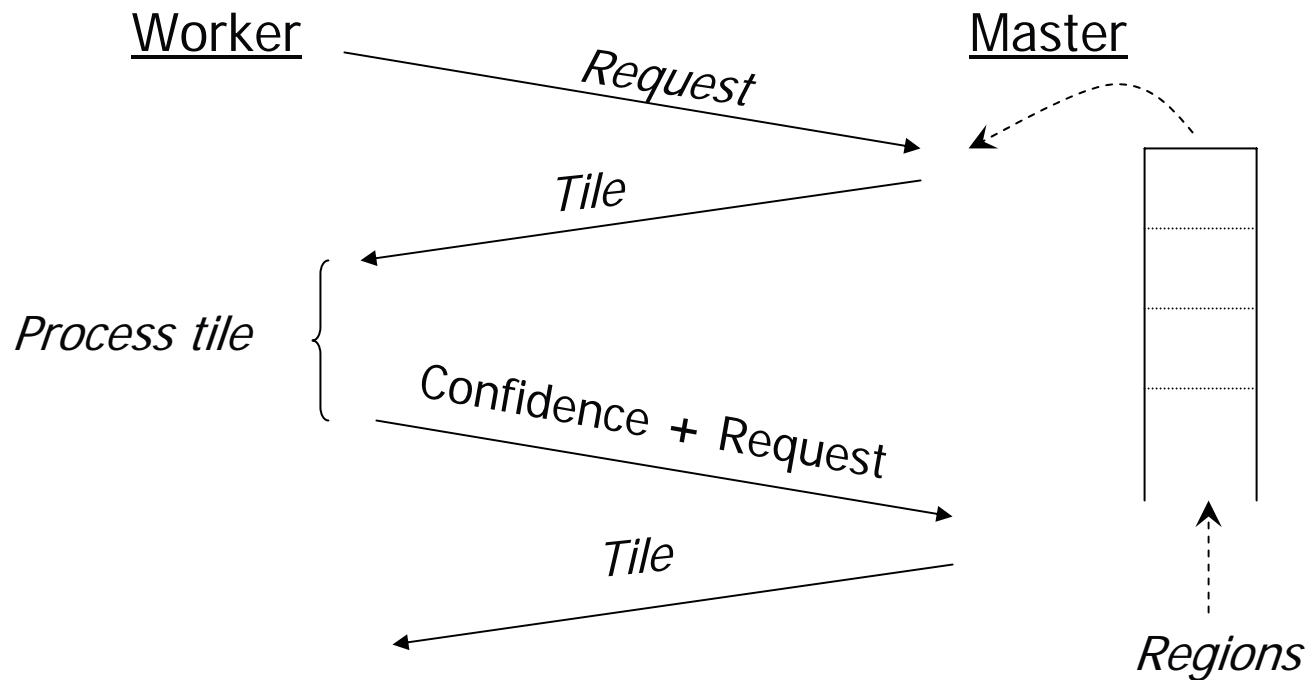 Worker
Master
Request
Tile
Process tile
Confidence + Request
Tile
Regions